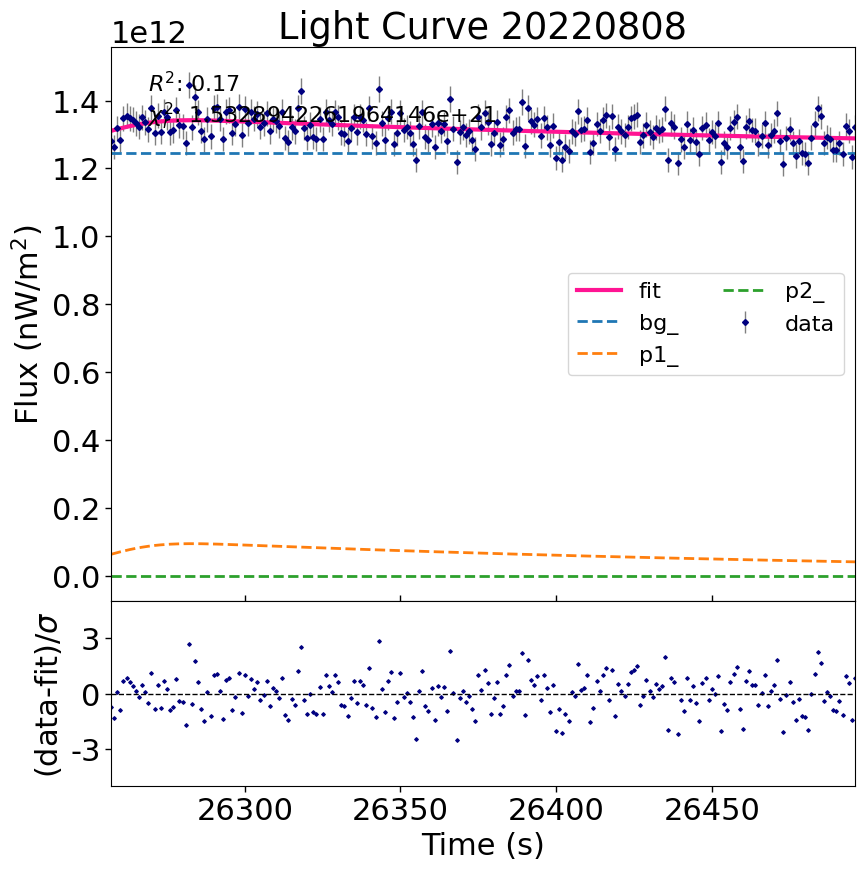 Light Curve 20220808
1e12
R²: 0.17
χ²:
1.4
1.2
1.0
0.8
0.6
0.4
0.2
0.0
Flux (nW/m²)
fit
bg_
p1_
p2_
data
3
0
-3
(data-fit)/σ
26300
26350
26400
26450
Time (s)